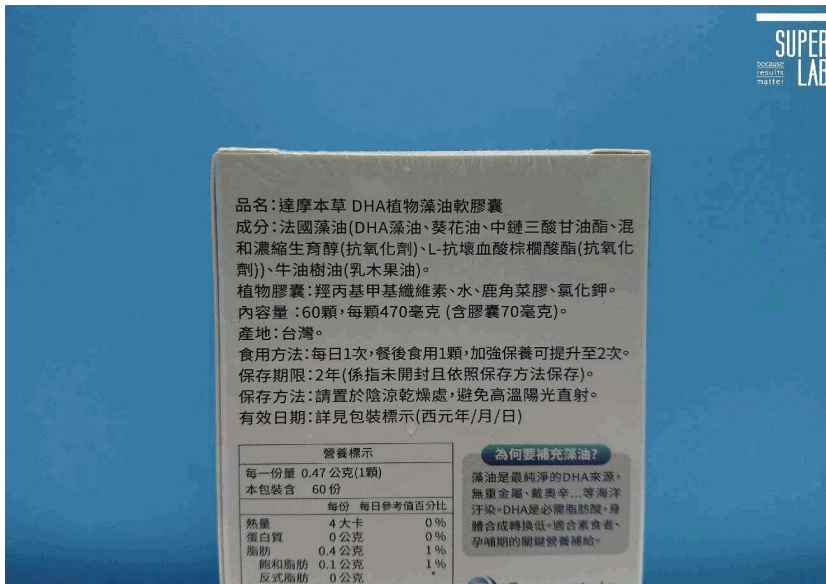 SUPER
because
results
matter
LAB
品名：達摩本草 DHA植物藻油軟膠囊
成分：法國藻油(DHA藻油、葵花油、中鏈三酸甘油酯、混
和濃縮生育醇(抗氧化劑)、L-抗壞血酸棕櫚酸酯(抗氧化
劑))、牛油樹油(乳木果油)。
植物膠囊：羥丙基甲基纖維素、水、鹿角菜膠、氯化鉀。
內容量：60顆，每顆470毫克 (含膠囊70毫克)。
產地：台灣。
食用方法：每日1次，餐後食用1顆，加強保養可提升至2次。
保存期限：2年(係指未開封且依照保存方法保存)。
保存方法：請置於陰涼乾燥處，避免高溫陽光直射。
有效日期：詳見包裝標示(西元年/月/日)
營養標示
每一份量 0.47 公克(1顆)
本包裝含 60 份
每份 每日參考值百分比
熱量 4 大卡 0%
蛋白質 0 公克 0%
脂肪 0.4 公克 1%
飽和脂肪 0.1 公克 1%
反式脂肪 0 公克 *
為何要補充藻油?
藻油是最純淨的DHA來源，
無重金屬、戴奧辛...等海洋
汙染。DHA是必需脂肪酸，身
體合成轉換低。適合素食者、
孕哺期的關鍵營養補給。